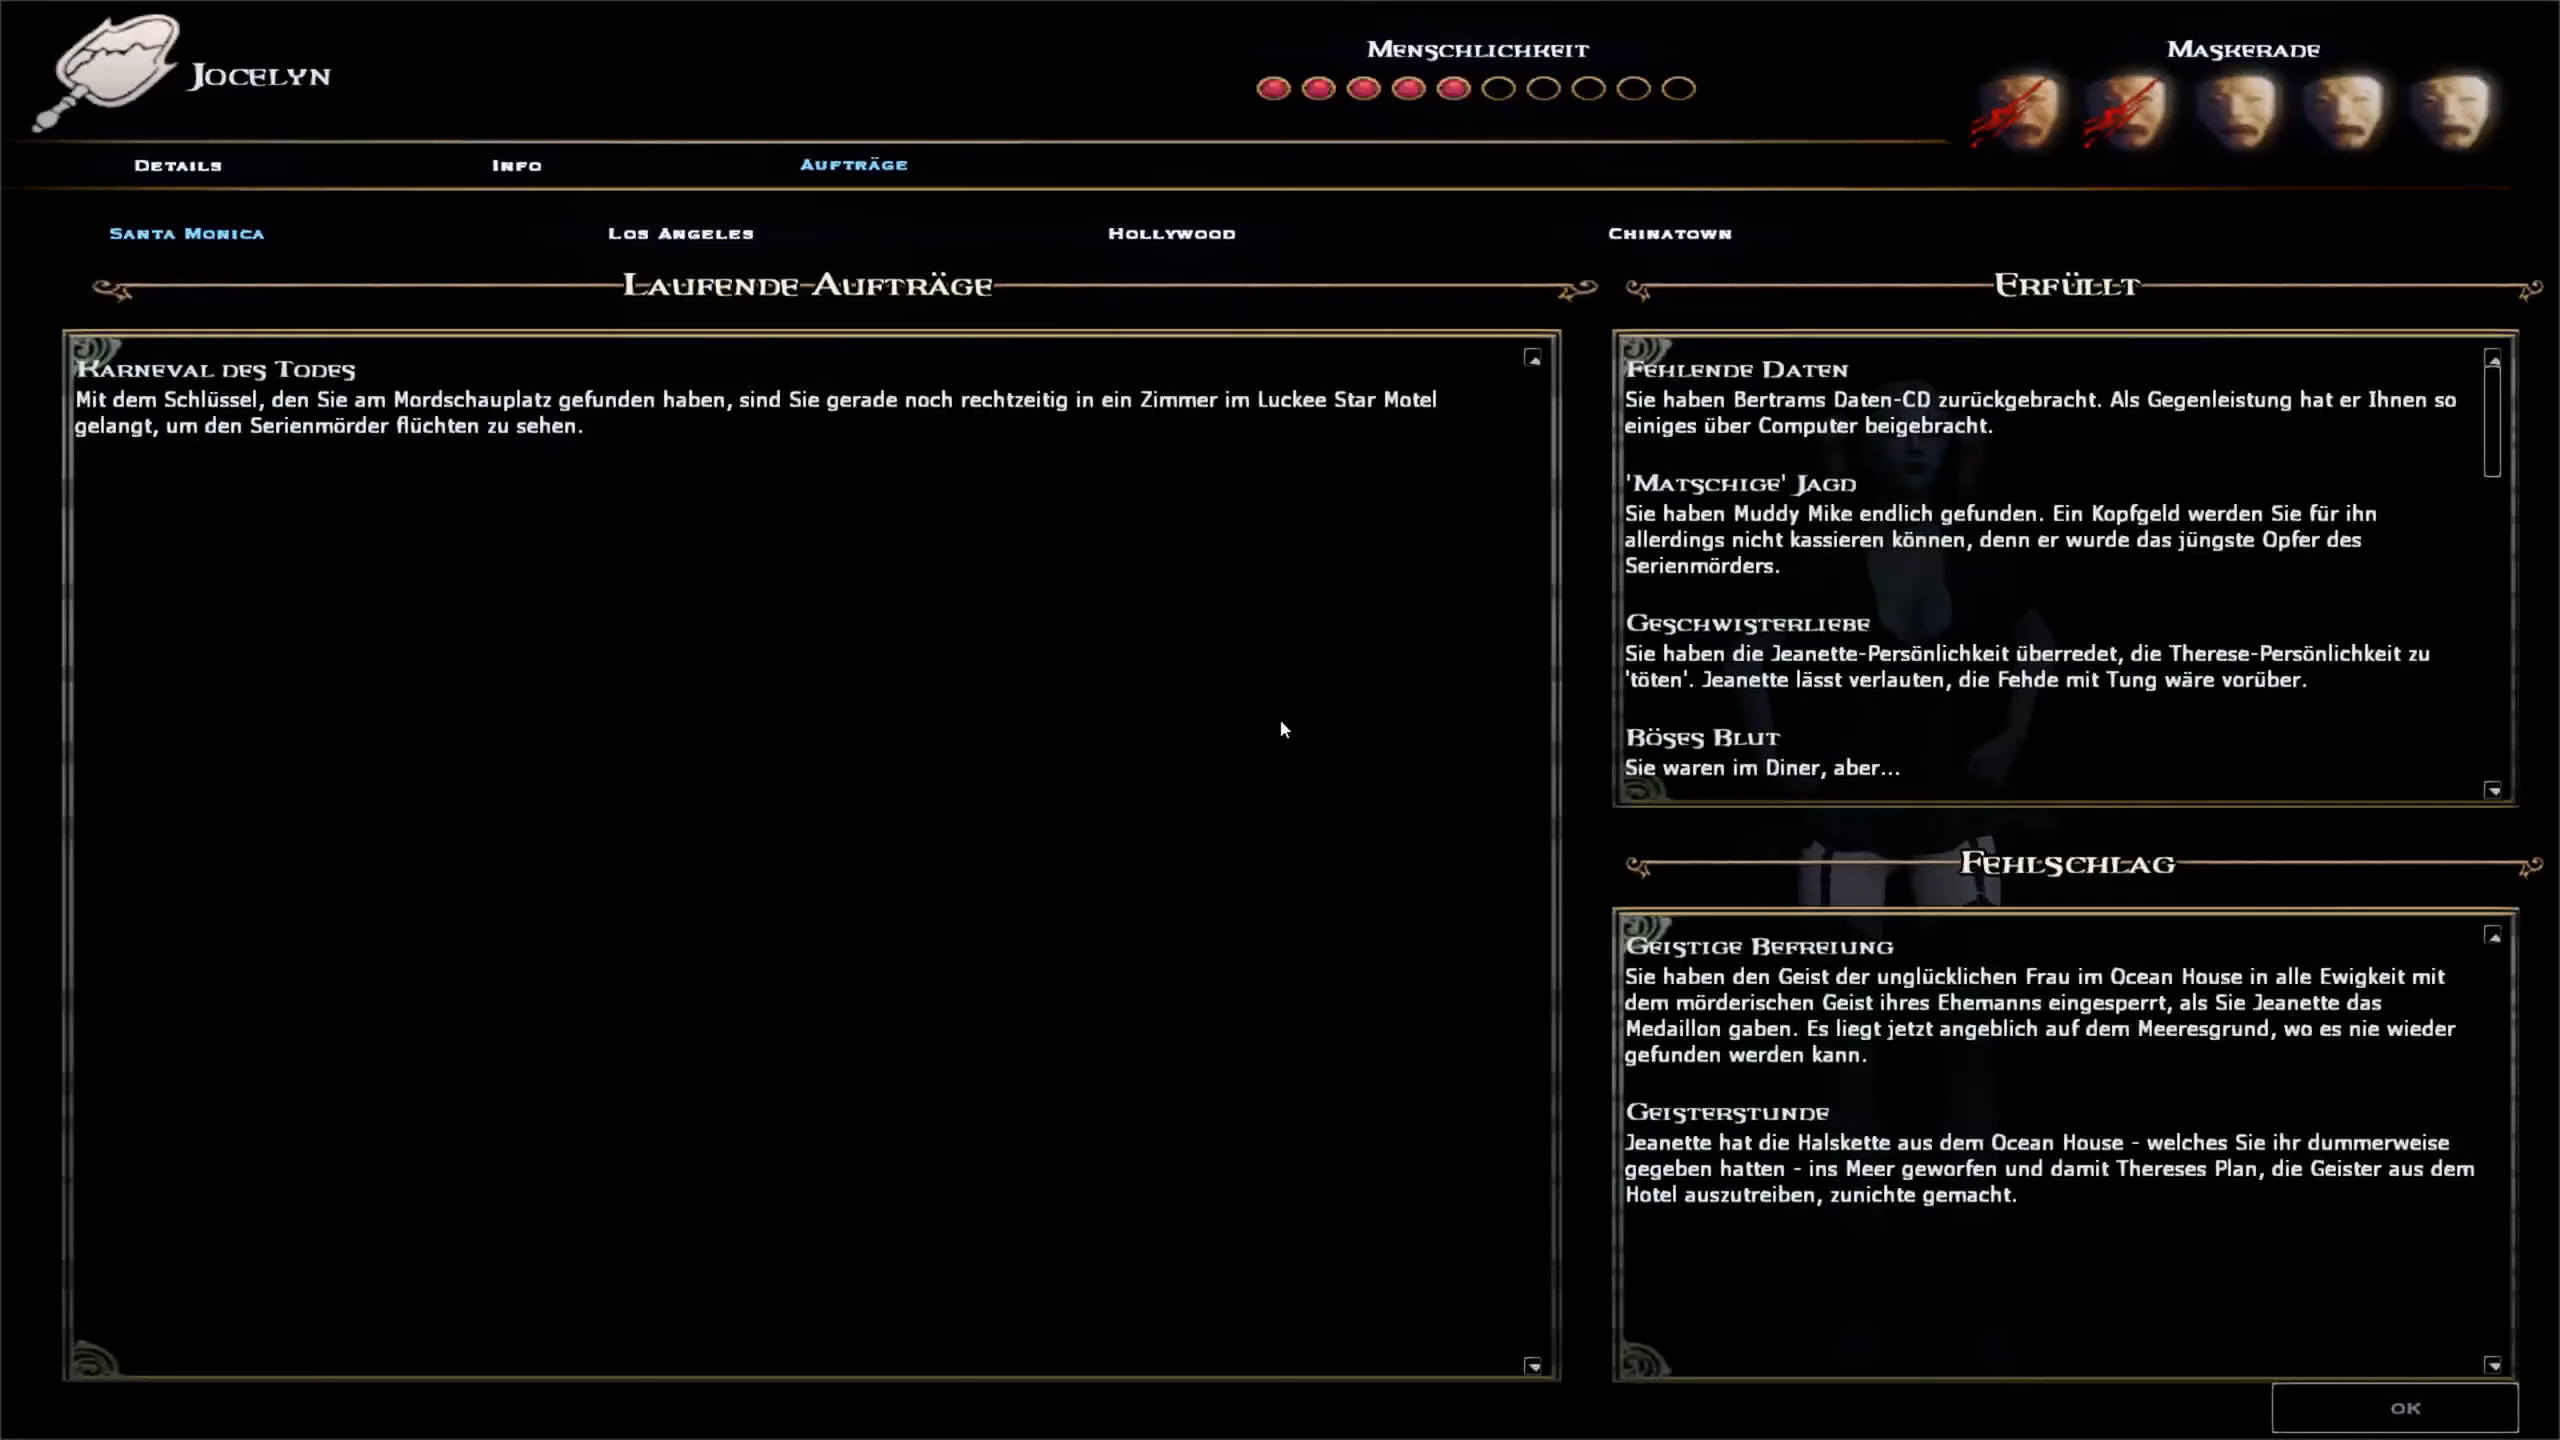 Jocelyn
Menschlichkeit
Maskerade
Details
Info
Aufträge
Santa Monica
Los Angeles
Hollywood
Chinatown
Laufende Aufträge
Karneval des Todes
Mit dem Schlüssel, den Sie am Mordschauplatz gefunden haben, sind Sie gerade noch rechtzeitig in ein Zimmer im Luckee Star Motel
gelangt, um den Serienmörder flüchten zu sehen.
Erfüllt
Fehlende Daten
Sie haben Bertrams Daten-CD zurückgebracht. Als Gegenleistung hat er Ihnen so
einiges über Computer beigebracht.
'Matschige' Jagd
Sie haben Muddy Mike endlich gefunden. Ein Kopfgeld werden Sie für ihn
allerdings nicht kassieren können, denn er wurde das jüngste Opfer des
Serienmörders.
Geschwisterliebe
Sie haben die Jeanette-Persönlichkeit überredet, die Therese-Persönlichkeit zu
'töten'. Jeanette lässt verlauten, die Fehde mit Tung wäre vorüber.
Böses Blut
Sie waren im Diner, aber...
Fehlschlag
Geistige Befreiung
Sie haben den Geist der unglücklichen Frau im Ocean House in alle Ewigkeit mit
dem mörderischen Geist ihres Ehemanns eingesperrt, als Sie Jeanette das
Medaillon gaben. Es liegt jetzt angeblich auf dem Meeresgrund, wo es nie wieder
gefunden werden kann.
Geisterstunde
Jeanette hat die Halskette aus dem Ocean House - welches Sie ihr dummerweise
gegeben hatten - ins Meer geworfen und damit Thereses Plan, die Geister aus dem
Hotel auszutreiben, zunichte gemacht.
OK